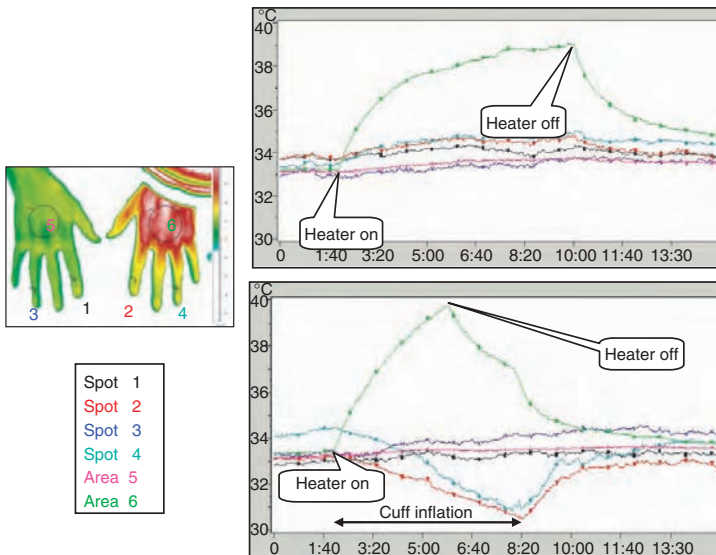 °C
40
38
36
34
32
30
Heater off
Heater on
0 1:40 3:20 5:00 6:40 8:20 10:00 11:40 13:30
5
6
3
1
2
4
Spot 1
Spot 2
Spot 3
Spot 4
Area 5
Area 6
°C
40
38
36
34
32
30
Heater off
Heater on
Cuff inflation
0 1:40 3:20 5:00 6:40 8:20 10:00 11:40 13:30